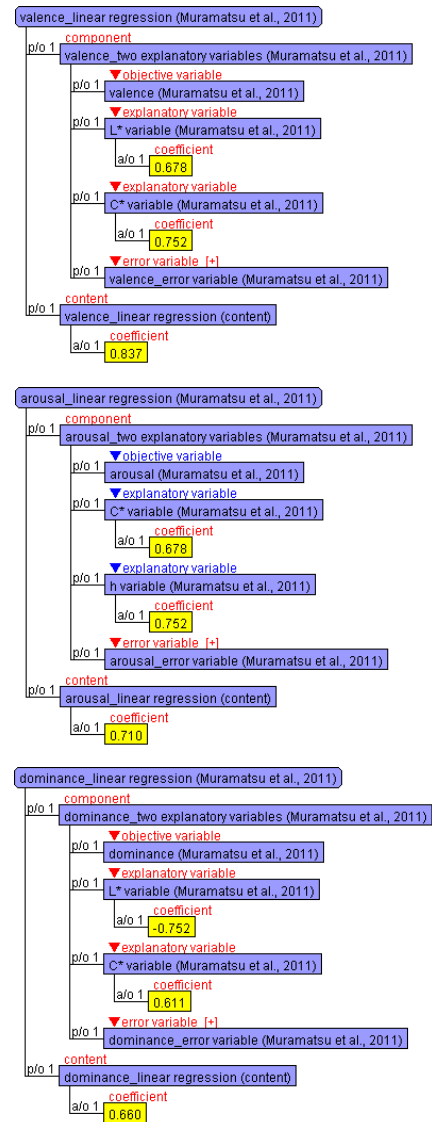 valence_linear regression (Muramatsu et al., 2011)
component
p/o 1 valence_two explanatory variables (Muramatsu et al., 2011)
▼objective variable
p/o 1 valence (Muramatsu et al., 2011)
▼explanatory variable
p/o 1 L* variable (Muramatsu et al., 2011)
coefficient
a/o 1 0.678
▼explanatory variable
p/o 1 C* variable (Muramatsu et al., 2011)
coefficient
a/o 1 0.752
▼error variable [+]
p/o 1 valence_error variable (Muramatsu et al., 2011)
content
p/o 1 valence_linear regression (content)
coefficient
a/o 1 0.837
arousal_linear regression (Muramatsu et al., 2011)
component
p/o 1 arousal_two explanatory variables (Muramatsu et al., 2011)
▼objective variable
p/o 1 arousal (Muramatsu et al., 2011)
▼explanatory variable
p/o 1 C* variable (Muramatsu et al., 2011)
coefficient
a/o 1 0.678
▼explanatory variable
p/o 1 h variable (Muramatsu et al., 2011)
coefficient
a/o 1 0.752
▼error variable [+]
p/o 1 arousal_error variable (Muramatsu et al., 2011)
content
p/o 1 arousal_linear regression (content)
coefficient
a/o 1 0.710
dominance_linear regression (Muramatsu et al., 2011)
component
p/o 1 dominance_two explanatory variables (Muramatsu et al., 2011)
▼objective variable
p/o 1 dominance (Muramatsu et al., 2011)
▼explanatory variable
p/o 1 L* variable (Muramatsu et al., 2011)
coefficient
a/o 1 -0.752
▼explanatory variable
p/o 1 C* variable (Muramatsu et al., 2011)
coefficient
a/o 1 0.611
▼error variable [+]
p/o 1 dominance_error variable (Muramatsu et al., 2011)
content
p/o 1 dominance_linear regression (content)
coefficient
a/o 1 0.660